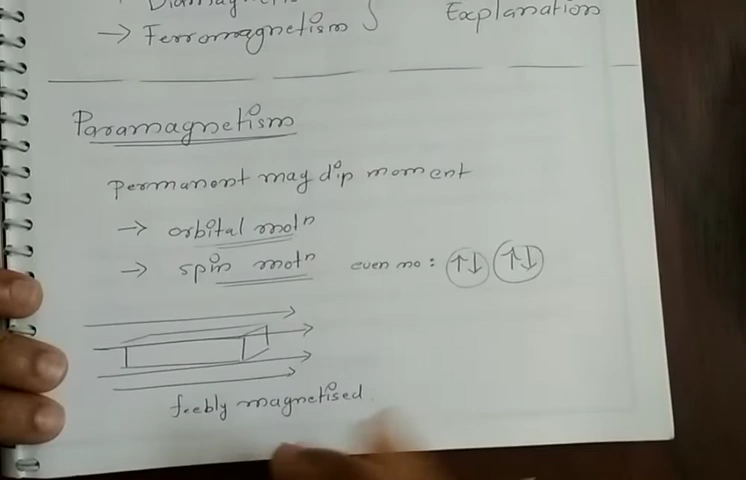 → Ferromagnetism } Explanation
Paramagnetism
permanent mag dip moment
→ orbital motn
→ spin motn even no: ↑↓ ↑↓
feebly magnetised